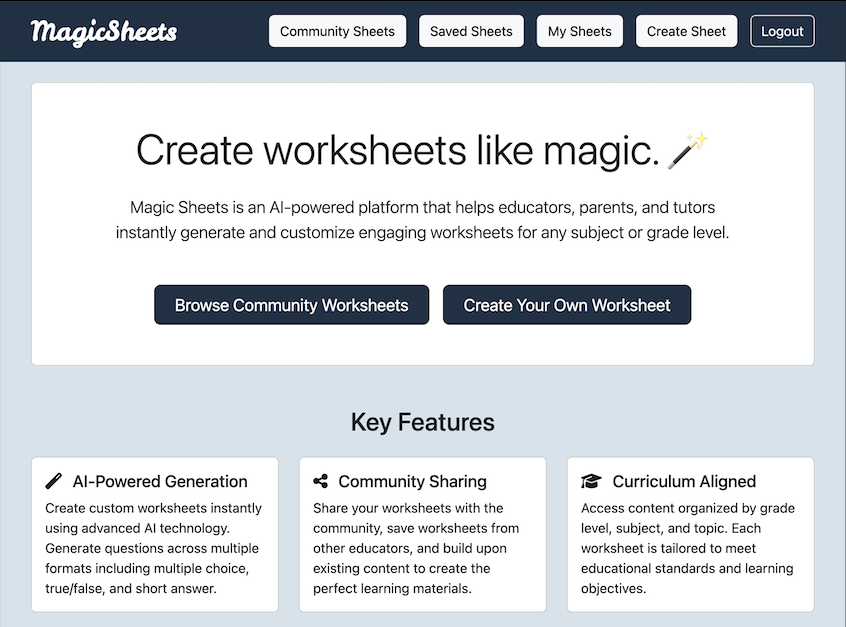 MagicSheets
Community Sheets
Saved Sheets
My Sheets
Create Sheet
Logout
Create worksheets like magic.
Magic Sheets is an AI-powered platform that helps educators, parents, and tutors
instantly generate and customize engaging worksheets for any subject or grade level.
Browse Community Worksheets
Create Your Own Worksheet
Key Features
AI-Powered Generation
Create custom worksheets instantly
using advanced AI technology.
Generate questions across multiple
formats including multiple choice,
true/false, and short answer.
Community Sharing
Share your worksheets with the
community, save worksheets from
other educators, and build upon
existing content to create the
perfect learning materials.
Curriculum Aligned
Access content organized by grade
level, subject, and topic. Each
worksheet is tailored to meet
educational standards and learning
objectives.